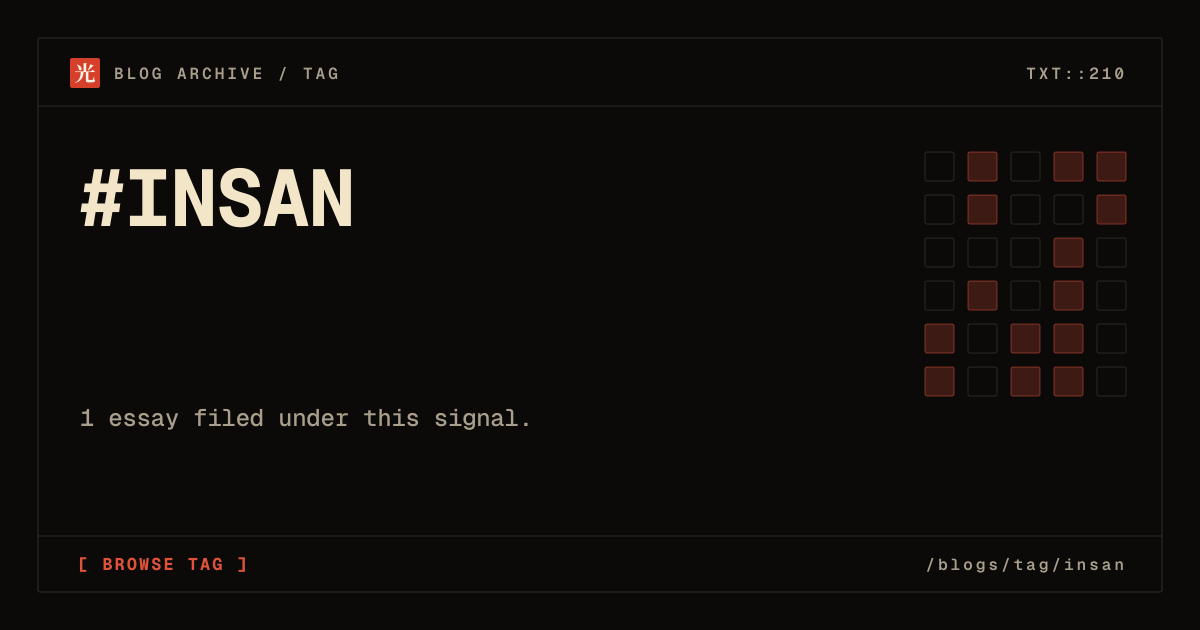 光 BLOG ARCHIVE / TAG
TXT::210
#INSAN
1 essay filed under this signal.
[ BROWSE TAG ]
/blogs/tag/insan